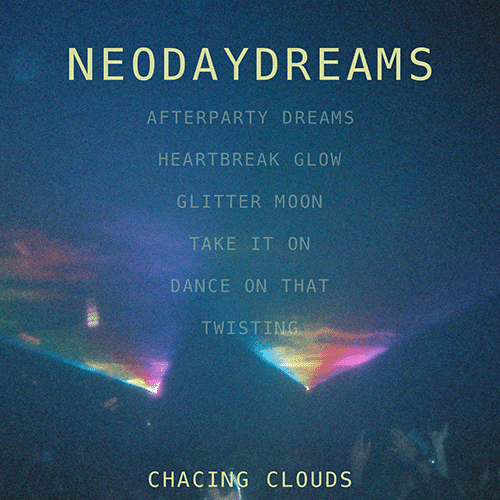 NEODAYDREAMS
AFTERPARTY DREAMS
HEARTBREAK GLOW
GLITTER MOON
TAKE IT ON
DANCE ON THAT
TWISTING
CHACING CLOUDS